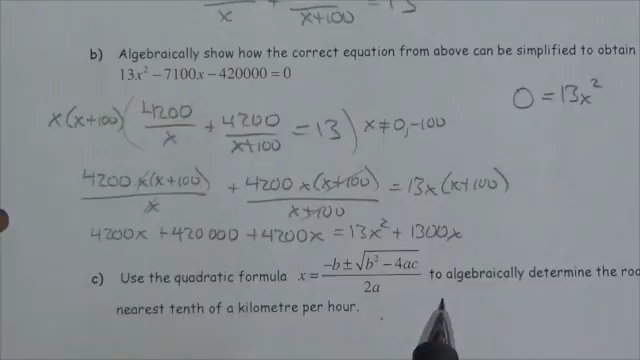 x + x+100 = 13
b) Algebraically show how the correct equation from above can be simplified to obtain
13x² – 7100x – 420000 = 0
0 = 13x²
x(x+100) ( 4200/x + 4200/x+100 = 13 ) x ≠ 0, -100
4200x(x+100)/x + 4200x(x+100)/x+100 = 13x(x+100)
4200x + 420000 + 4200x = 13x² + 1300x
c) Use the quadratic formula x = -b ± √b² – 4ac / 2a to algebraically determine the
nearest tenth of a kilometre per hour.